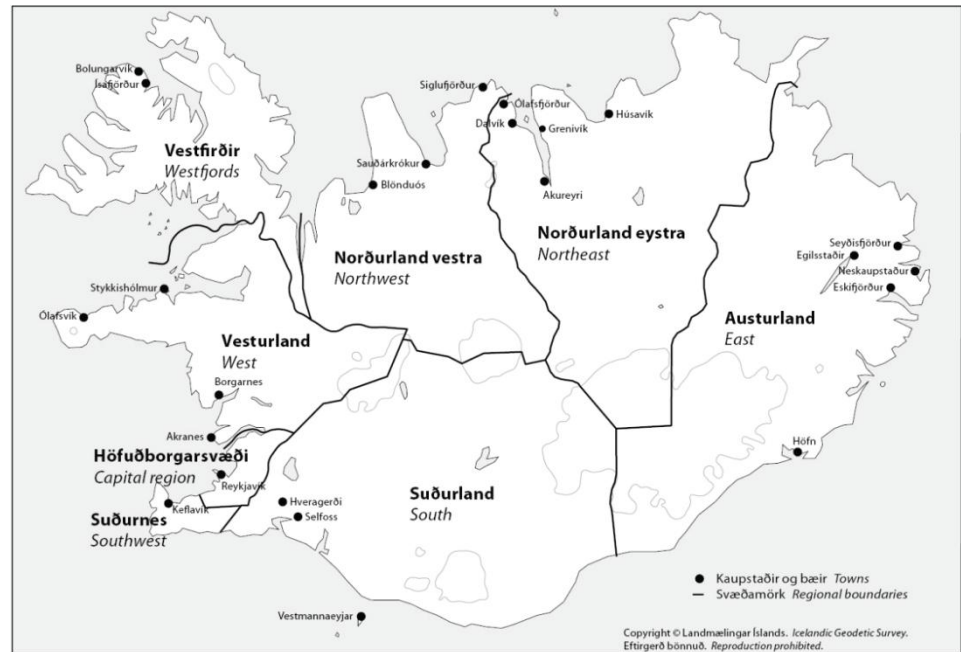 Bolungarvík
Ísafjörður
Siglufjörður
Ólafsfjörður
Dalvík
Grenivík
Húsavík
Vestfirðir
Westfjords
Sauðárkrókur
Blönduós
Akureyri
Norðurland vestra
Northwest
Norðurland eystra
Northeast
Seyðisfjörður
Egilsstaðir
Neskaupstaður
Eskifjörður
Stykkishólmur
Ólafsvík
Vesturland
West
Austurland
East
Borgarnes
Akranes
Höfn
Höfuðborgarsvæði
Capital region
Reykjavík
Suðurnes
Southwest
Keflavík
Hveragerði
Selfoss
Suðurland
South
Vestmannaeyjar
Kaupstaðir og bæir Towns
Svæðamörk Regional boundaries
Copyright © Landmælingar Íslands. Icelandic Geodetic Survey.
Eftirgerð bönnuð. Reproduction prohibited.